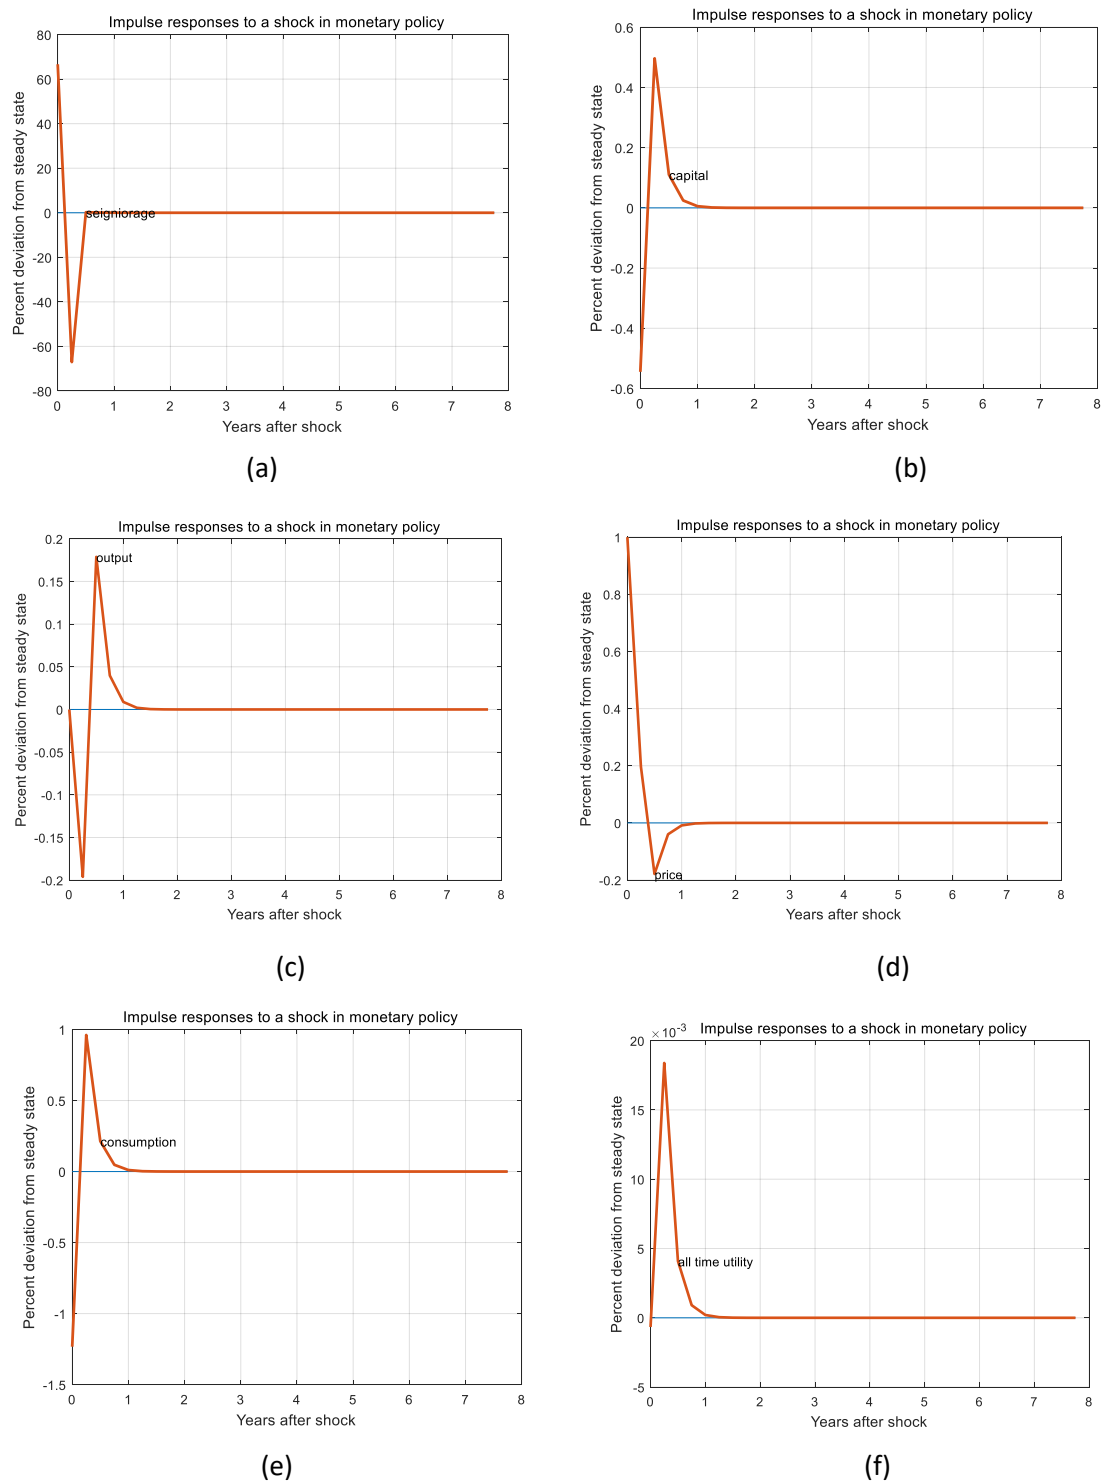 Impulse responses to a shock in monetary policy
Percent deviation from steady state
80
60
40
20
0
-20
-40
-60
-80
seigniorage
0 1 2 3 4 5 6 7 8
Years after shock
(a)
Impulse responses to a shock in monetary policy
Percent deviation from steady state
0.6
0.4
0.2
0
-0.2
-0.4
-0.6
capital
0 1 2 3 4 5 6 7 8
Years after shock
(b)
Impulse responses to a shock in monetary policy
Percent deviation from steady state
0.2
0.15
0.1
0.05
0
-0.05
-0.1
-0.15
-0.2
output
0 1 2 3 4 5 6 7 8
Years after shock
(c)
Impulse responses to a shock in monetary policy
Percent deviation from steady state
1
0.8
0.6
0.4
0.2
0
-0.2
price
0 1 2 3 4 5 6 7 8
Years after shock
(d)
Impulse responses to a shock in monetary policy
Percent deviation from steady state
1
0.5
0
-0.5
-1
-1.5
consumption
0 1 2 3 4 5 6 7 8
Years after shock
(e)
×10⁻³ Impulse responses to a shock in monetary policy
Percent deviation from steady state
20
15
10
5
0
-5
all time utility
0 1 2 3 4 5 6 7 8
Years after shock
(f)